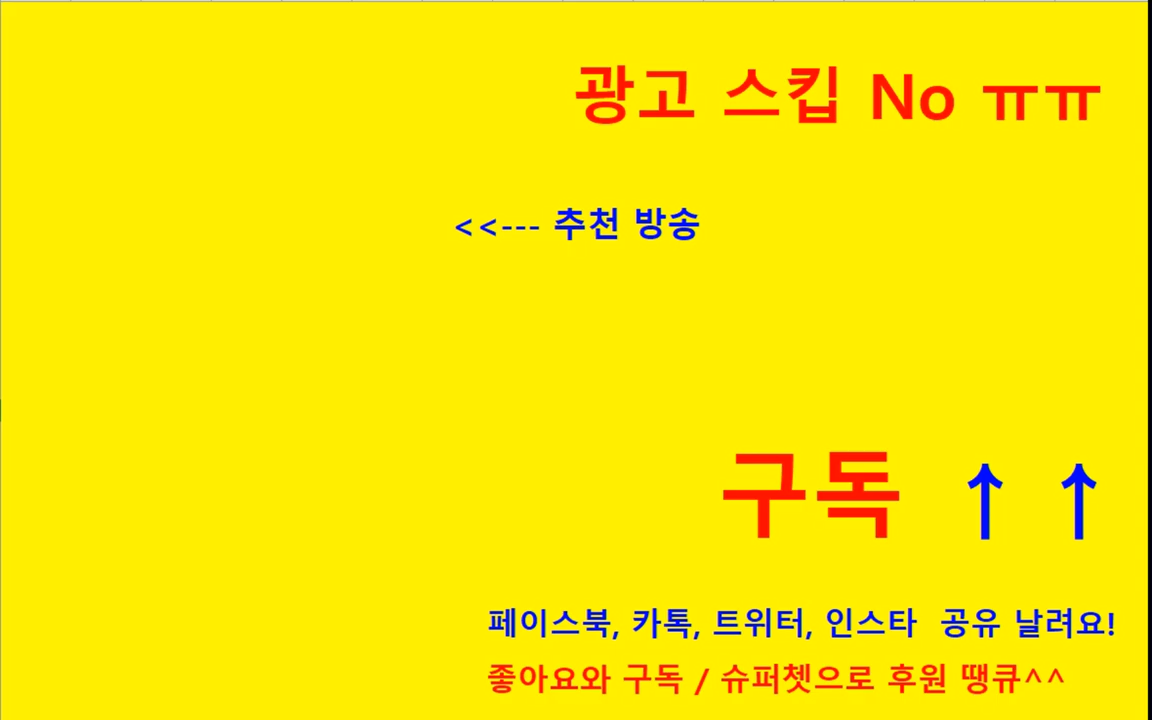 광고 스킵 No ㅠㅠ
<<--- 추천 방송
구독 ↑ ↑
페이스북, 카톡, 트위터, 인스타 공유 날려요!
좋아요와 구독 / 슈퍼쳇으로 후원 땡큐^^